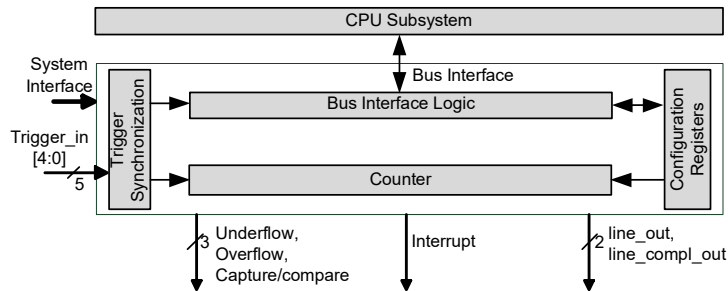 CPU Subsystem
System
Interface
Bus Interface
Bus Interface Logic
Trigger_in
[4:0]
5
Trigger
Synchronization
Configuration
Registers
Counter
3
Underflow,
Overflow,
Capture/compare
Interrupt
2
line_out,
line_compl_out